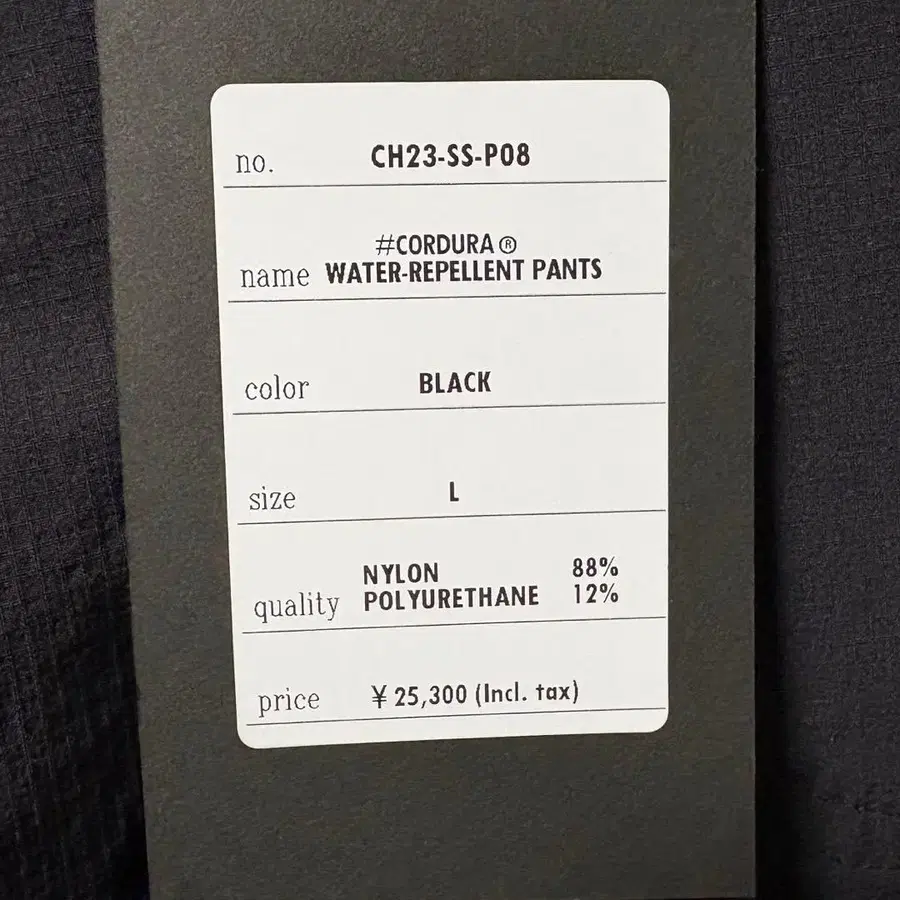 no. CH23-SS-P08
#CORDURA®
name WATER-REPELLENT PANTS
color BLACK
size L
NYLON 88%
quality POLYURETHANE 12%
price ¥25,300 (Incl. tax)